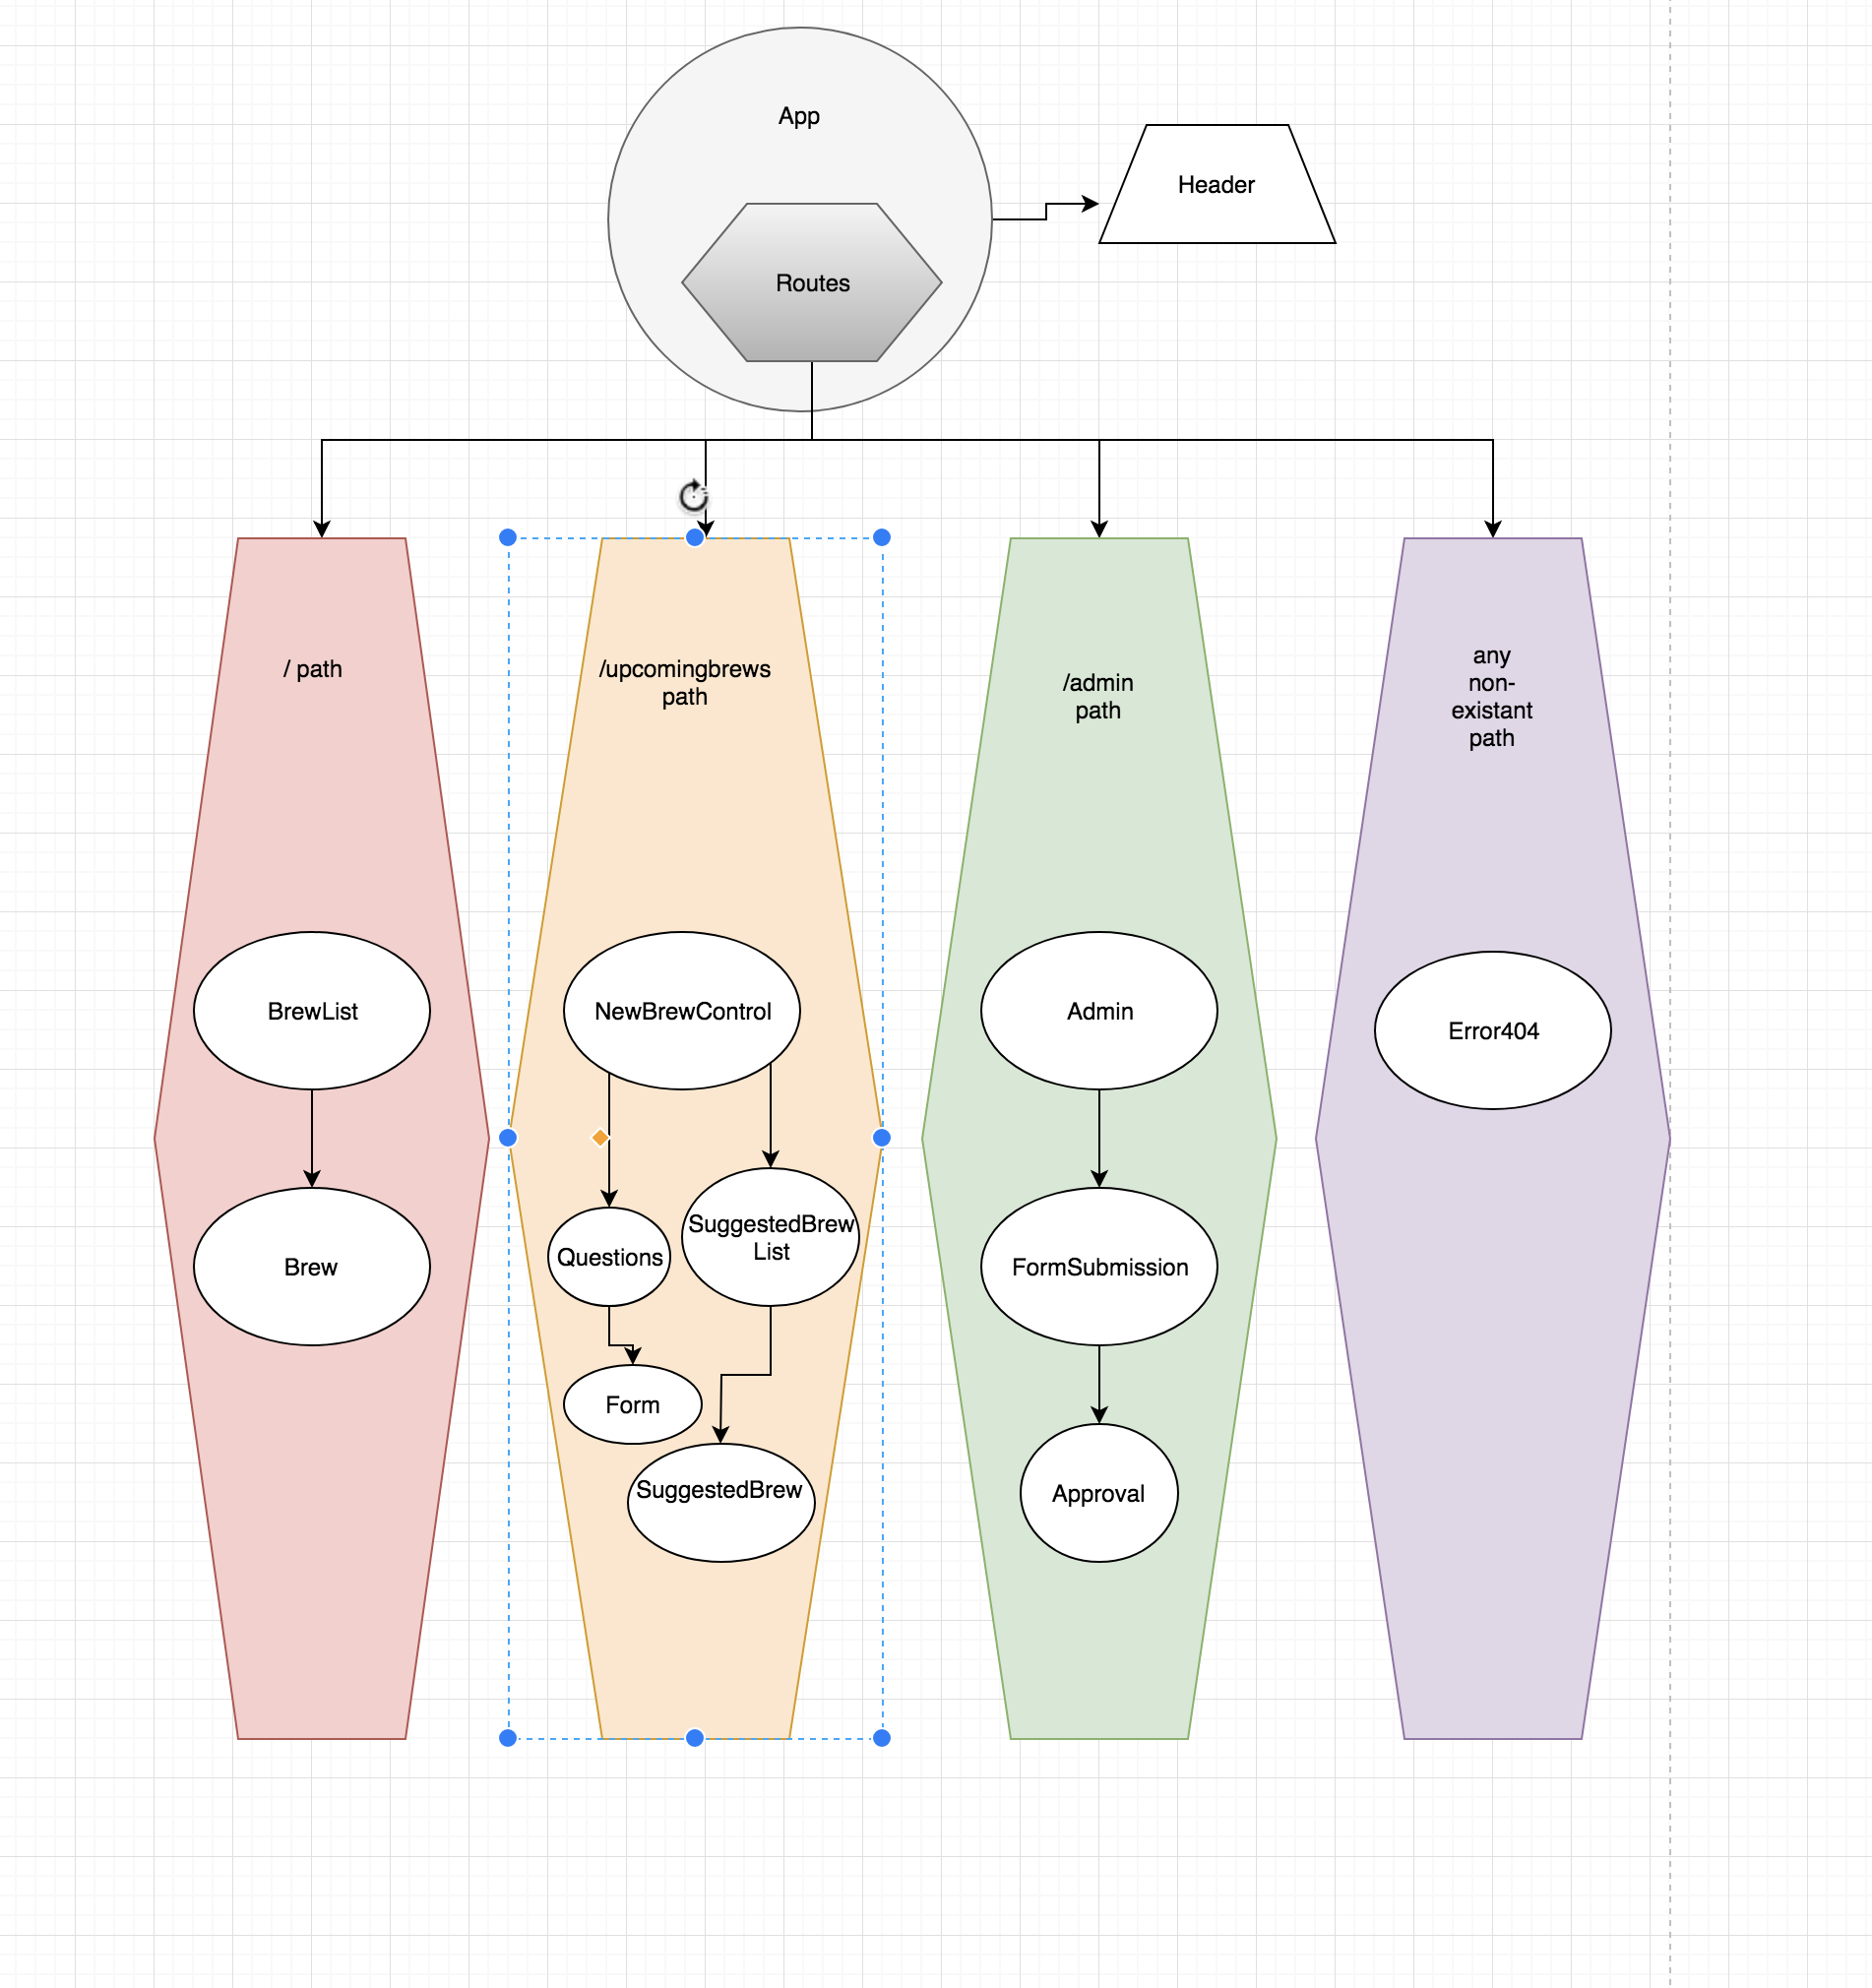 App
Header
Routes
/ path
/upcomingbrews
path
/admin
path
any
non-
existant
path
BrewList
NewBrewControl
Admin
Error404
Brew
Questions
SuggestedBrew
List
FormSubmission
Form
SuggestedBrew
Approval